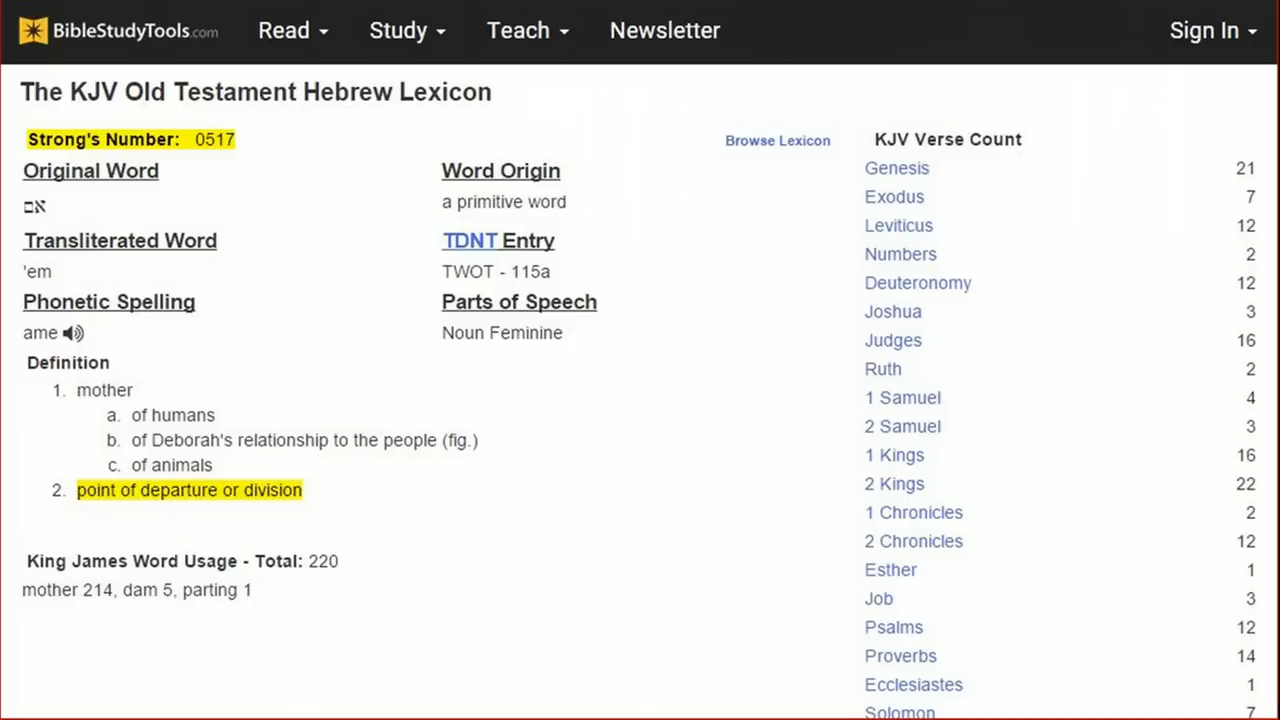 BIBLESTUDYTOOLS.com Read Study Teach Newsletter Sign In
The KJV Old Testament Hebrew Lexicon
Strong's Number: 0517
Browse Lexicon
Original Word
Word Origin
אם
a primitive word
Transliterated Word
TDNT Entry
'em
TWOT - 115a
Phonetic Spelling
Parts of Speech
ame
Noun Feminine
Definition
1. mother
a. of humans
b. of Deborah's relationship to the people (fig.)
c. of animals
2. point of departure or division
King James Word Usage - Total: 220
mother 214, dam 5, parting 1
KJV Verse Count
Genesis 21
Exodus 7
Leviticus 12
Numbers 2
Deuteronomy 12
Joshua 3
Judges 16
Ruth 2
1 Samuel 4
2 Samuel 3
1 Kings 16
2 Kings 22
1 Chronicles 2
2 Chronicles 12
Esther 1
Job 3
Psalms 12
Proverbs 14
Ecclesiastes 1
Solomon 7